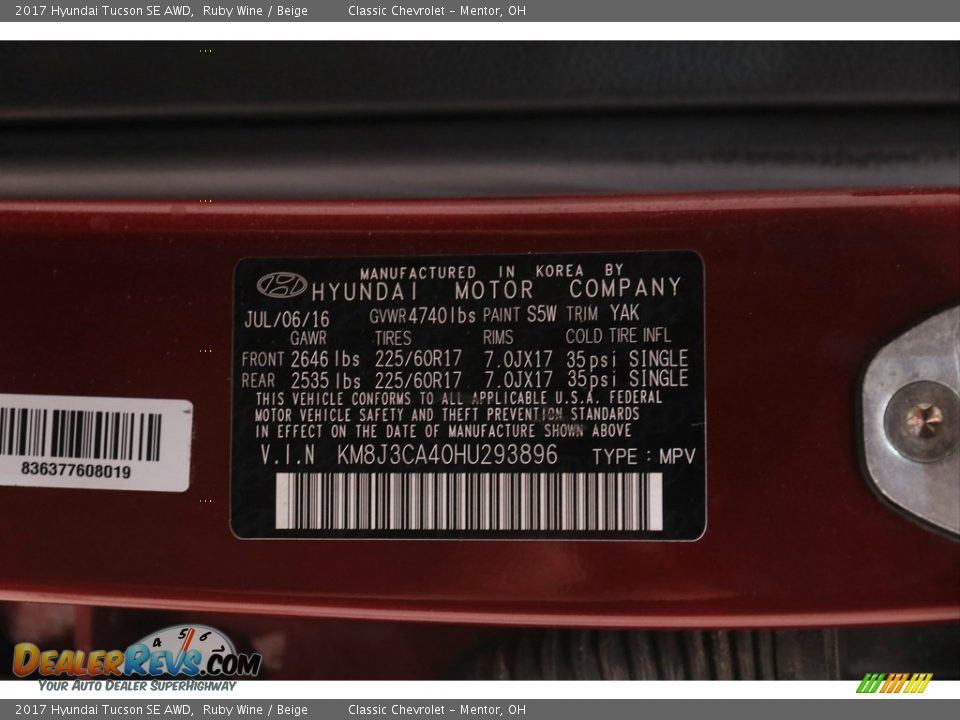 2017 Hyundai Tucson SE AWD, Ruby Wine / Beige Classic Chevrolet – Mentor, OH
MANUFACTURED IN KOREA BY
HYUNDAI MOTOR COMPANY
JUL/06/16 GVWR 4740lbs PAINT S5W TRIM YAK
GAWR TIRES RIMS COLD TIRE INFL
FRONT 2646 lbs 225/60R17 7.0JX17 35psi SINGLE
REAR 2535 lbs 225/60R17 7.0JX17 35psi SINGLE
THIS VEHICLE CONFORMS TO ALL APPLICABLE U.S.A. FEDERAL
MOTOR VEHICLE SAFETY AND THEFT PREVENTION STANDARDS
IN EFFECT ON THE DATE OF MANUFACTURE SHOWN ABOVE
V.I.N KM8J3CA40HU293896 TYPE : MPV
836377608019
4 5 6
DEALERREVS.COM
YOUR AUTO DEALER SUPERHIGHWAY
2017 Hyundai Tucson SE AWD, Ruby Wine / Beige Classic Chevrolet – Mentor, OH